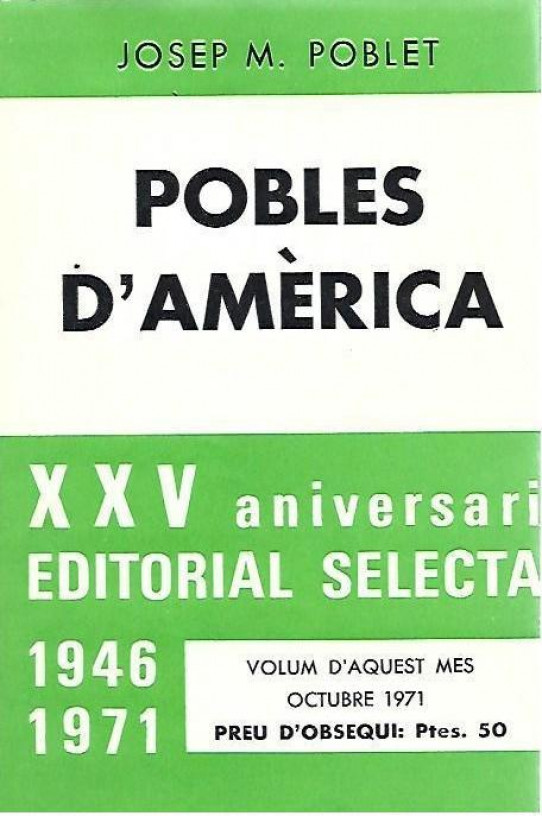 JOSEP M. POBLET
POBLES
D'AMÈRICA
XXV aniversari
EDITORIAL SELECTA
1946
1971
VOLUM D'AQUEST MES
OCTUBRE 1971
PREU D'OBSEQUI: Ptes. 50